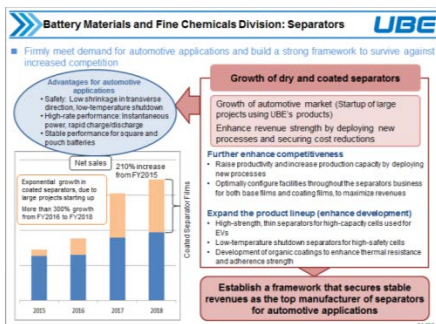 Battery Materials and Fine Chemicals Division: Separators
UBE
Firmly meet demand for automotive applications and build a strong framework to survive against
increased competition
Advantages for automotive
applications
• Safety: Low shrinkage in transverse
direction, low-temperature shutdown
• High-rate performance: Instantaneous
power, rapid charge/discharge
• Stable performance for square and
pouch batteries
Growth of dry and coated separators
Growth of automotive market (Startup of large
projects using UBE's products)
Enhance revenue strength by deploying new
processes and securing cost reductions
Further enhance competitiveness
• Raise productivity and increase production capacity by deploying
new processes
• Optimally configure facilities throughout the separators business
for both base films and coating films, to maximize revenues
Expand the product lineup (enhance development)
• High-strength, thin separators for high-capacity cells used for
EVs
• Low-temperature shutdown separators for high-safety cells
• Development of organic coatings to enhance thermal resistance
and adherence strength
Establish a framework that secures stable
revenues as the top manufacturer of separators
for automotive applications
Net sales
210% increase
from FY2015
Exponential growth in
coated separators, due to
large projects starting up
More than 300% growth
from FY2016 to FY2018
Coated Separator Films
2015 2016 2017 2018